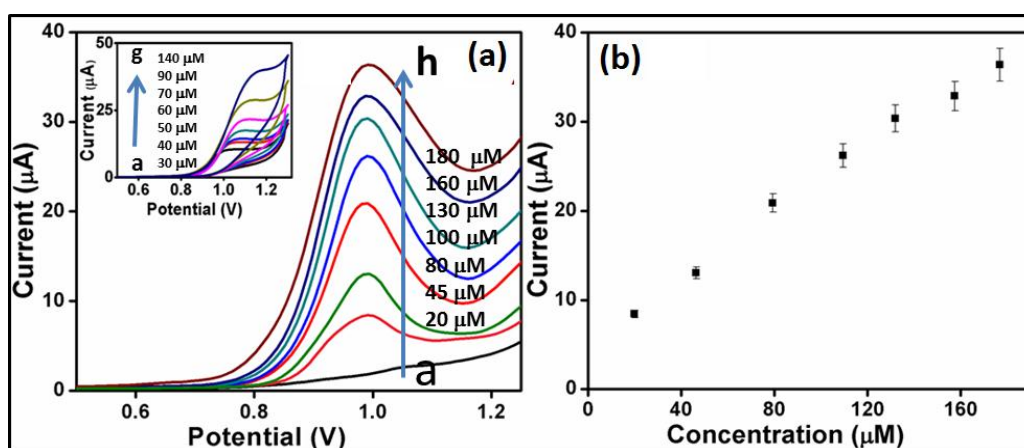 (a)
h
a
40
30
20
10
0
Current (μA)
0.6
0.8
1.0
1.2
Potential (V)
180 μM
160 μM
130 μM
100 μM
80 μM
45 μM
20 μM
g
a
140 μM
90 μM
70 μM
60 μM
50 μM
40 μM
30 μM
50
25
0
Current (μA)
0.6 0.8 1.0 1.2
Potential (V)
(b)
40
30
20
10
0
Current (μA)
0 40 80 120 160
Concentration (μM)